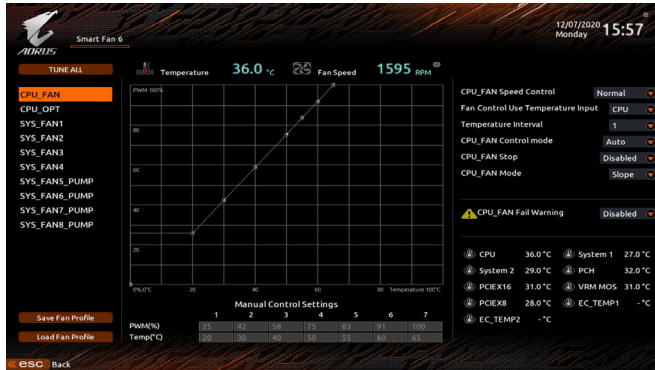 12/07/2020 Monday 15:57
AORUS
Smart Fan 6
TUNE ALL
Temperature 36.0 °C Fan Speed 1595 RPM
CPU_FAN
CPU_OPT
SYS_FAN1
SYS_FAN2
SYS_FAN3
SYS_FAN4
SYS_FAN5_PUMP
SYS_FAN6_PUMP
SYS_FAN7_PUMP
SYS_FAN8_PUMP
Save Fan Profile
Load Fan Profile
PWM 100%
80
60
40
20
0%,0°C 20 40 60 80 Temperature 100°C
Manual Control Settings
1 2 3 4 5 6 7
PWM(%) 25 42 58 75 83 91 100
Temp(°C) 20 30 40 50 55 60 65
CPU_FAN Speed Control Normal
Fan Control Use Temperature Input CPU
Temperature Interval 1
CPU_FAN Control mode Auto
CPU_FAN Stop Disabled
CPU_FAN Mode Slope
CPU_FAN Fail Warning Disabled
CPU 36.0 °C System 1 27.0 °C
System 2 29.0 °C PCH 32.0 °C
PCIEX16 31.0 °C VRM MOS 31.0 °C
PCIEX8 28.0 °C EC_TEMP1 - °C
EC_TEMP2 - °C
esc Back